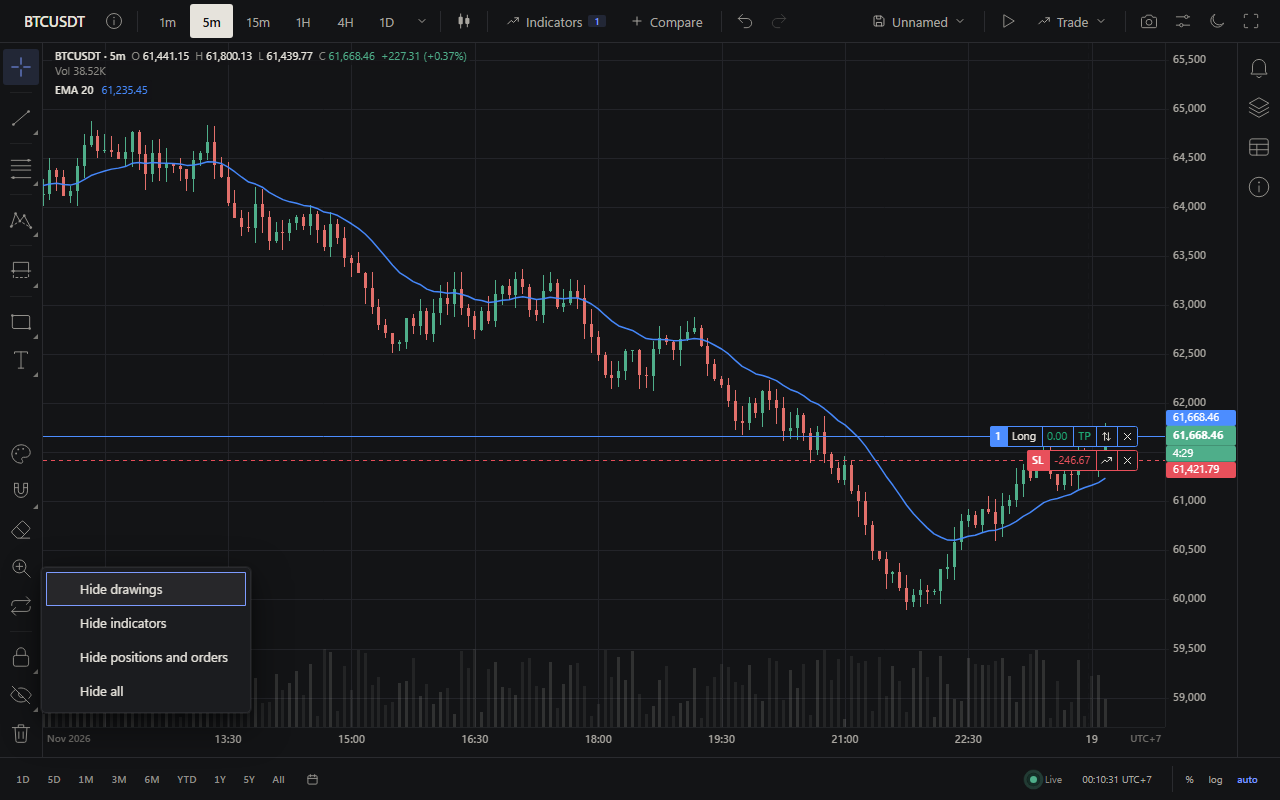 BTCUSDT 1m 5m 15m 1H 4H 1D Indicators 1 Compare Unnamed Trade
BTCUSDT · 5m O 61,441.15 H 61,800.13 L 61,439.77 C 61,668.46 +227.31 (+0.37%)
Vol 38.52K
EMA 20 61,235.45
65,500
65,000
64,500
64,000
63,500
63,000
62,500
62,000
61,668.46
1 Long 0.00 TP 61,668.46
4:29
SL -246.67 61,421.79
61,000
60,500
60,000
59,500
59,000
Hide drawings
Hide indicators
Hide positions and orders
Hide all
Nov 2026 13:30 15:00 16:30 18:00 19:30 21:00 22:30 19 UTC+7
1D 5D 1M 3M 6M YTD 1Y 5Y All Live 00:10:31 UTC+7 % log auto